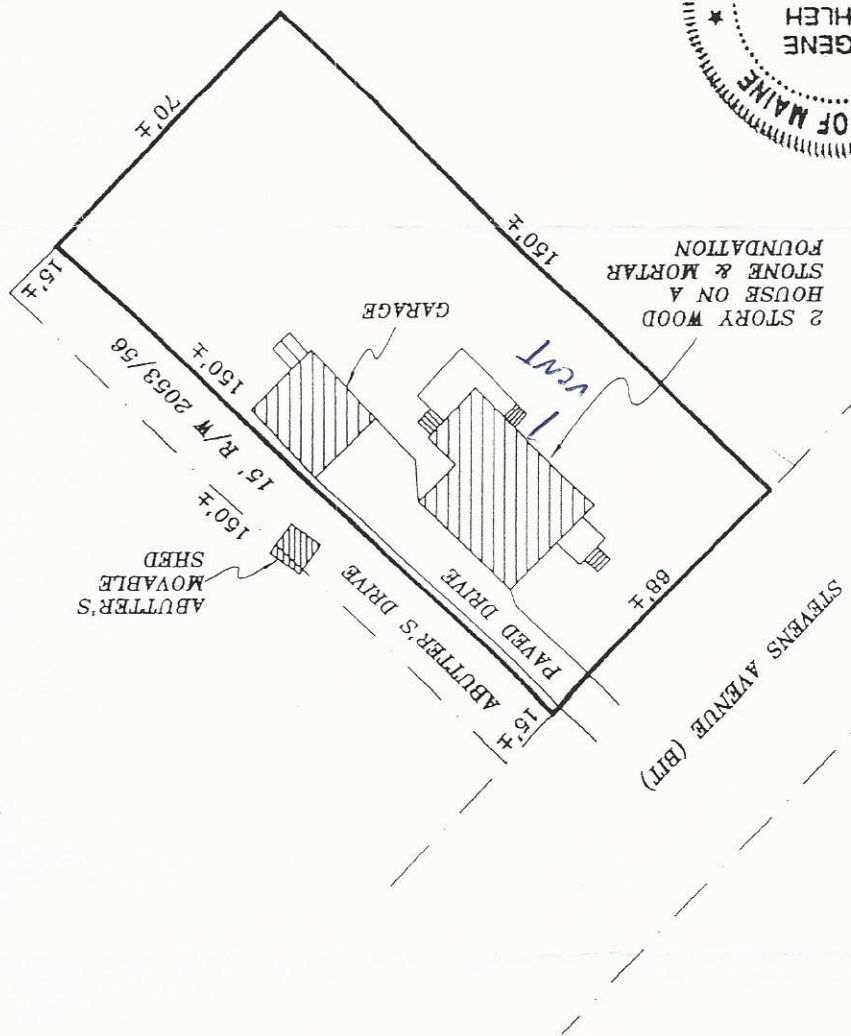 OF MAINE
GENE
HLEH
70'±
15'±
150'±
15' R/W 2053/56
150'±
ABUTTER'S
MOVABLE
SHED
GARAGE
150'±
2 STORY WOOD
HOUSE ON A
STONE & MORTAR
FOUNDATION
VENT
ABUTTER'S DRIVE
PAVED DRIVE
68'±
15'±
STEVENS AVENUE (BIT)